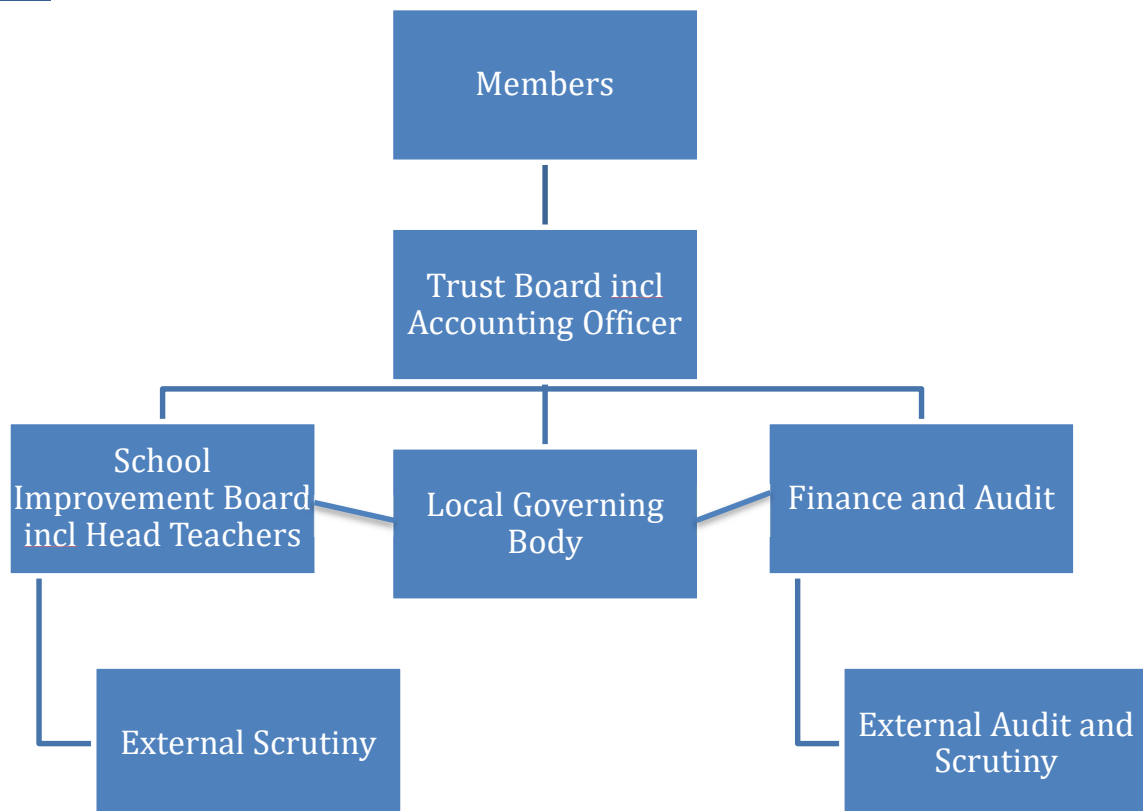 Members
Trust Board incl
Accounting Officer
School
Improvement Board
incl Head Teachers
Local Governing
Body
Finance and Audit
External Scrutiny
External Audit and
Scrutiny